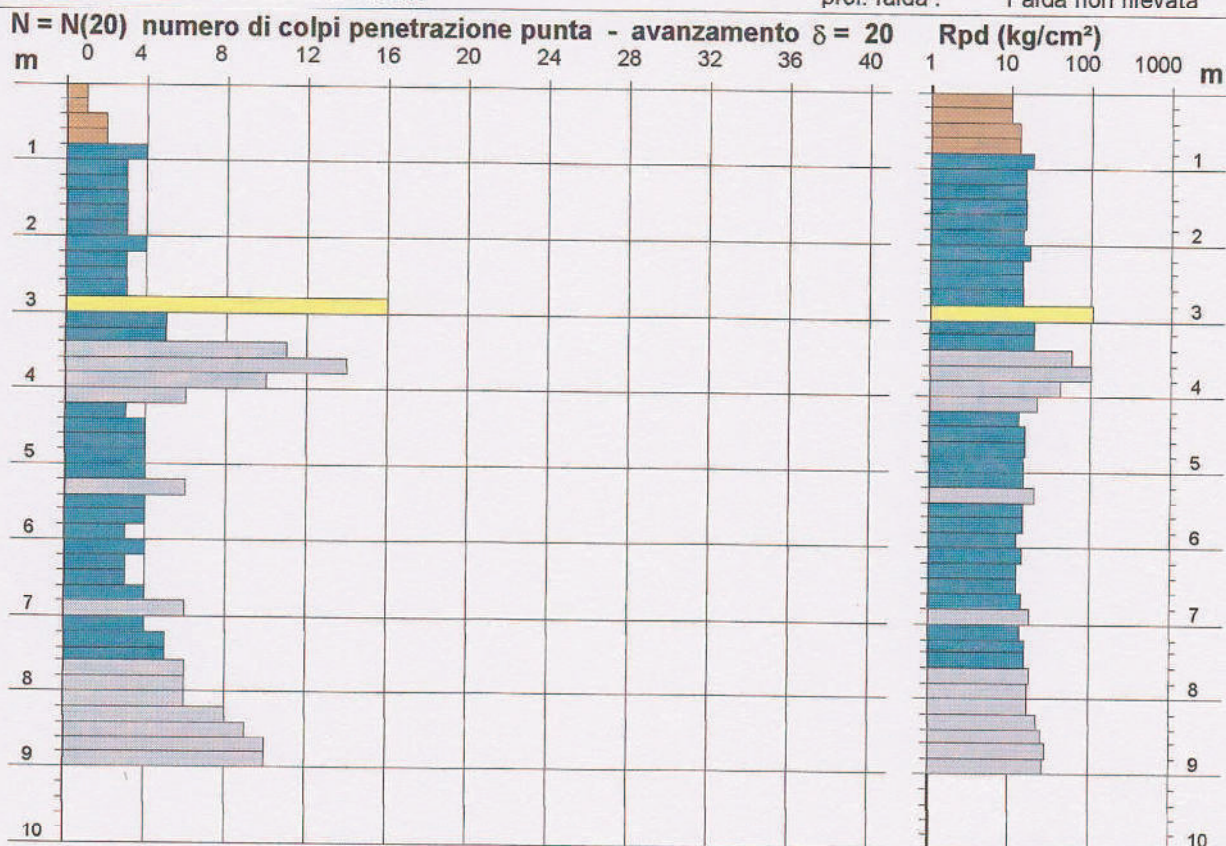 prof. falda : Falda non rilevata
N = N(20) numero di colpi penetrazione punta - avanzamento δ = 20
Rpd (kg/cm²)
m 0 4 8 12 16 20 24 28 32 36 40
1 10 100 1000 m
1 1
2 2
3 3
4 4
5 5
6 6
7 7
8 8
9 9
10 10